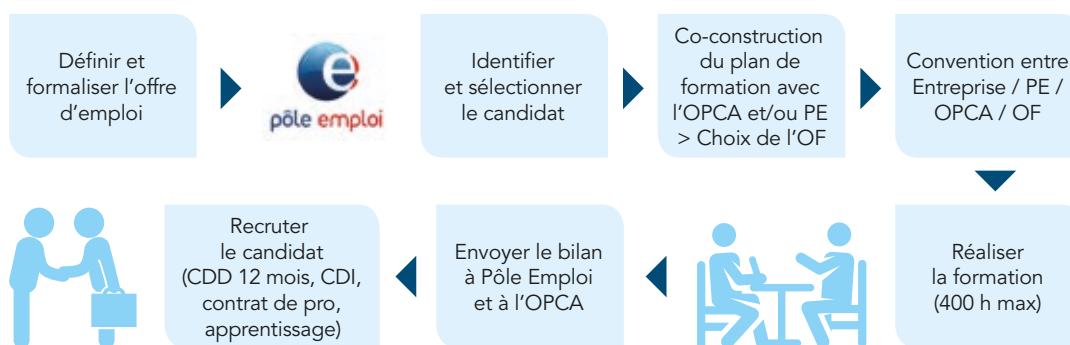 Définir et
formaliser l'offre
d'emploi
pôle emploi
Identifier
et sélectionner
le candidat
Co-construction
du plan de
formation avec
l'OPCA et/ou PE
> Choix de l'OF
Convention entre
Entreprise / PE /
OPCA / OF
Réaliser
la formation
(400 h max)
Envoyer le bilan
à Pôle Emploi
et à l'OPCA
Recruter
le candidat
(CDD 12 mois, CDI,
contrat de pro,
apprentissage)